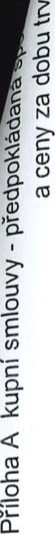 Příloha A kupní smlouvy - předpokládaná
a ceny za dobu